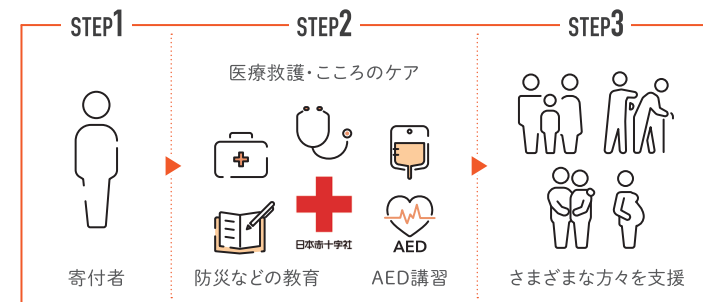 STEP1
STEP2
STEP3
医療救護・こころのケア
日本赤十字社
AED
寄付者
防災などの教育
AED講習
さまざまな方々を支援